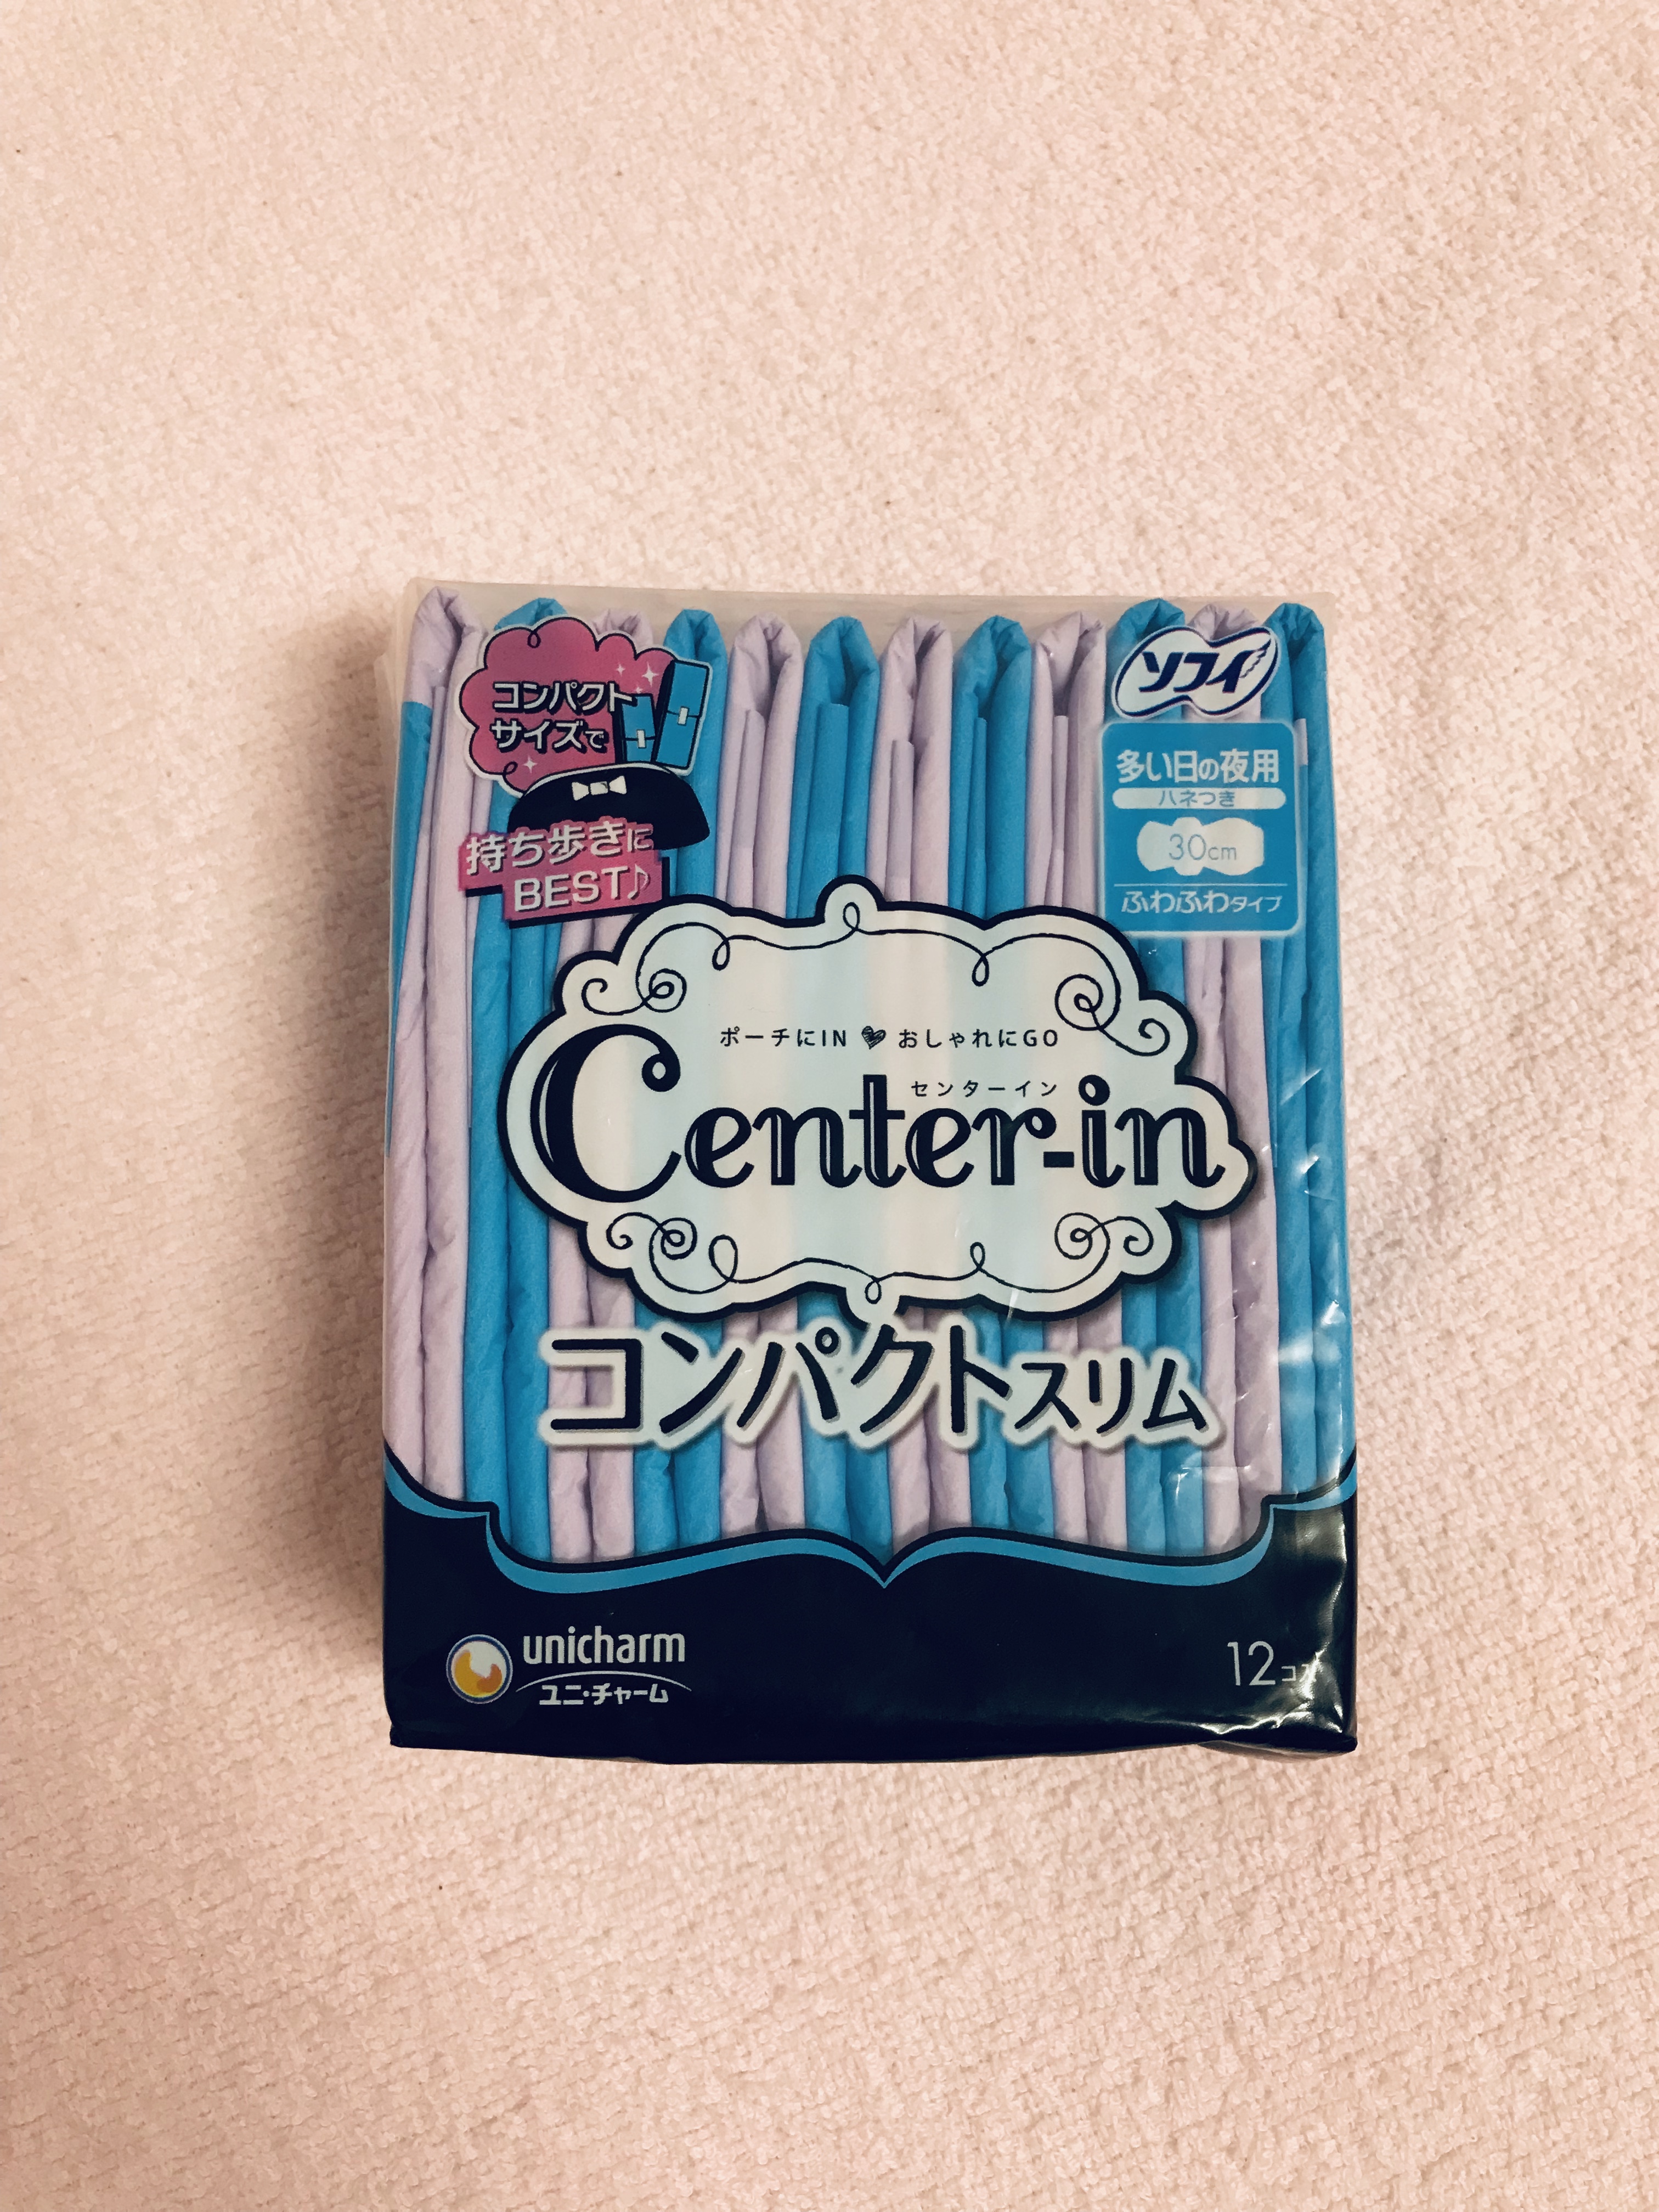 コンパクト
サイズで
持ち歩きに
BEST♪
ソフィ
多い日の夜用
ハネつき
30cm
ふわふわタイプ
ポーチにIN ♥ おしゃれにGO
センターイン
Center-in
コンパクトスリム
unicharm
ユニ・チャーム
12コ